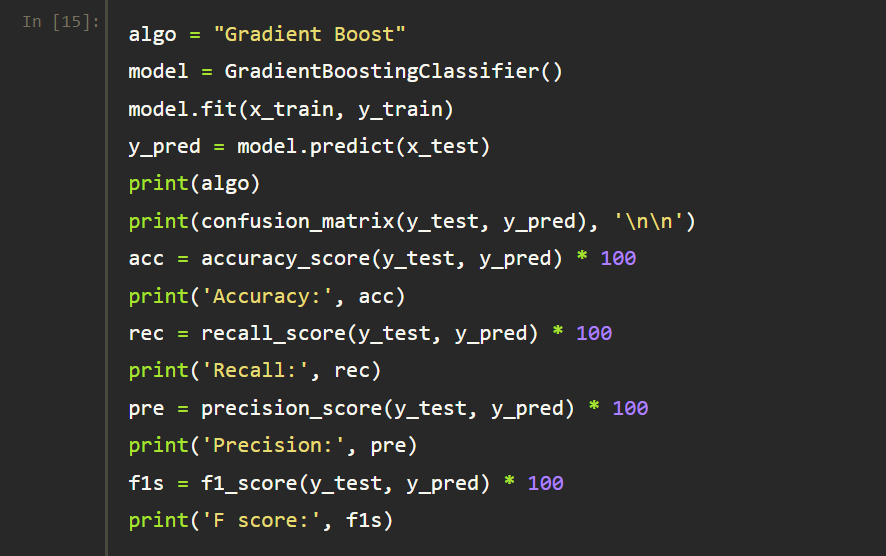 In [15]:
algo = "Gradient Boost"
model = GradientBoostingClassifier()
model.fit(x_train, y_train)
y_pred = model.predict(x_test)
print(algo)
print(confusion_matrix(y_test, y_pred), '\n\n')
acc = accuracy_score(y_test, y_pred) * 100
print('Accuracy:', acc)
rec = recall_score(y_test, y_pred) * 100
print('Recall:', rec)
pre = precision_score(y_test, y_pred) * 100
print('Precision:', pre)
f1s = f1_score(y_test, y_pred) * 100
print('F score:', f1s)